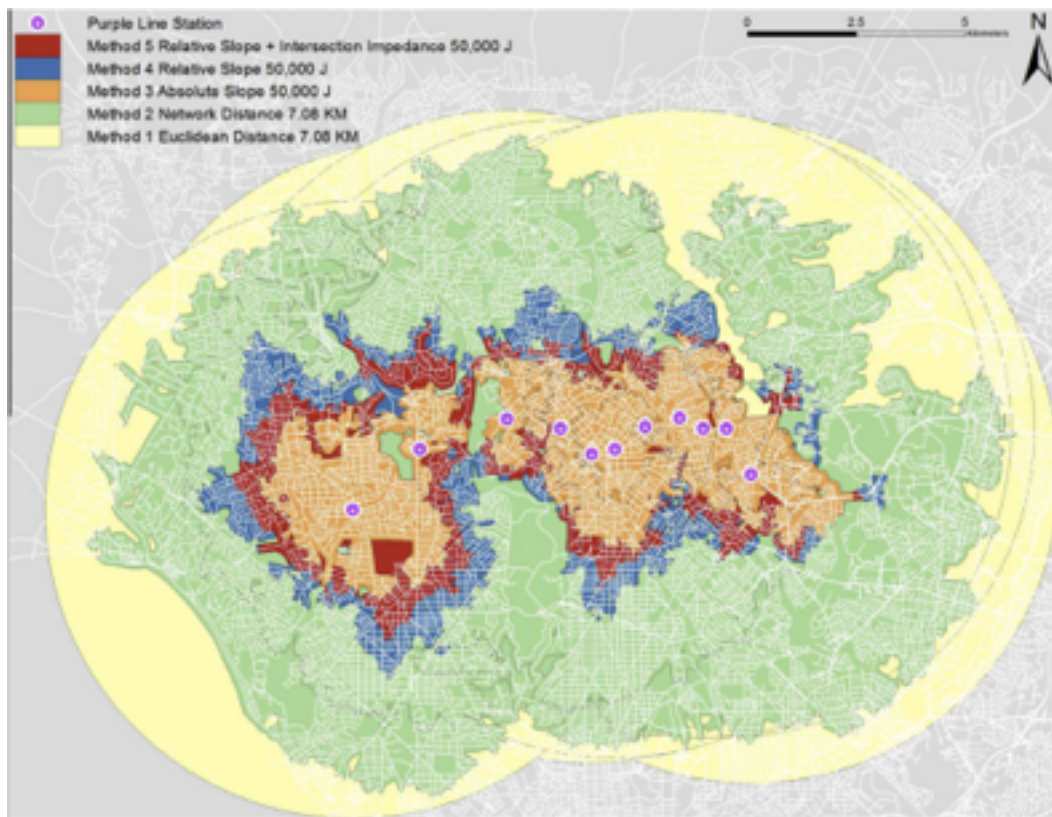 Purple Line Station
Method 5 Relative Slope + Intersection Impedance 50,000 J
Method 4 Relative Slope 50,000 J
Method 3 Absolute Slope 50,000 J
Method 2 Network Distance 7.08 KM
Method 1 Euclidean Distance 7.08 KM
0 2.5 5
Kilometers
N